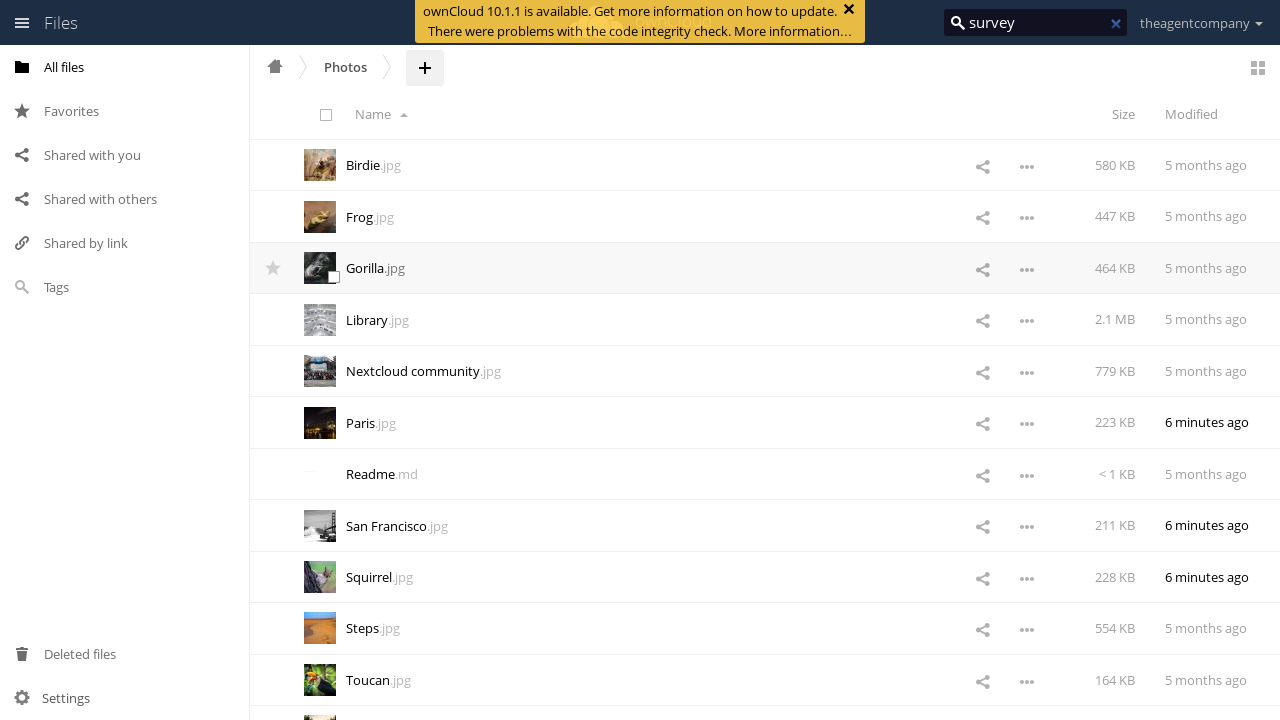 Files
ownCloud 10.1.1 is available. Get more information on how to update.
There were problems with the code integrity check. More information…
survey
theagentcompany
All files
Favorites
Shared with you
Shared with others
Shared by link
Tags
Deleted files
Settings
Photos
Name
Size
Modified
Birdie.jpg 580 KB 5 months ago
Frog.jpg 447 KB 5 months ago
Gorilla.jpg 464 KB 5 months ago
Library.jpg 2.1 MB 5 months ago
Nextcloud community.jpg 779 KB 5 months ago
Paris.jpg 223 KB 6 minutes ago
Readme.md < 1 KB 5 months ago
San Francisco.jpg 211 KB 6 minutes ago
Squirrel.jpg 228 KB 6 minutes ago
Steps.jpg 554 KB 5 months ago
Toucan.jpg 164 KB 5 months ago